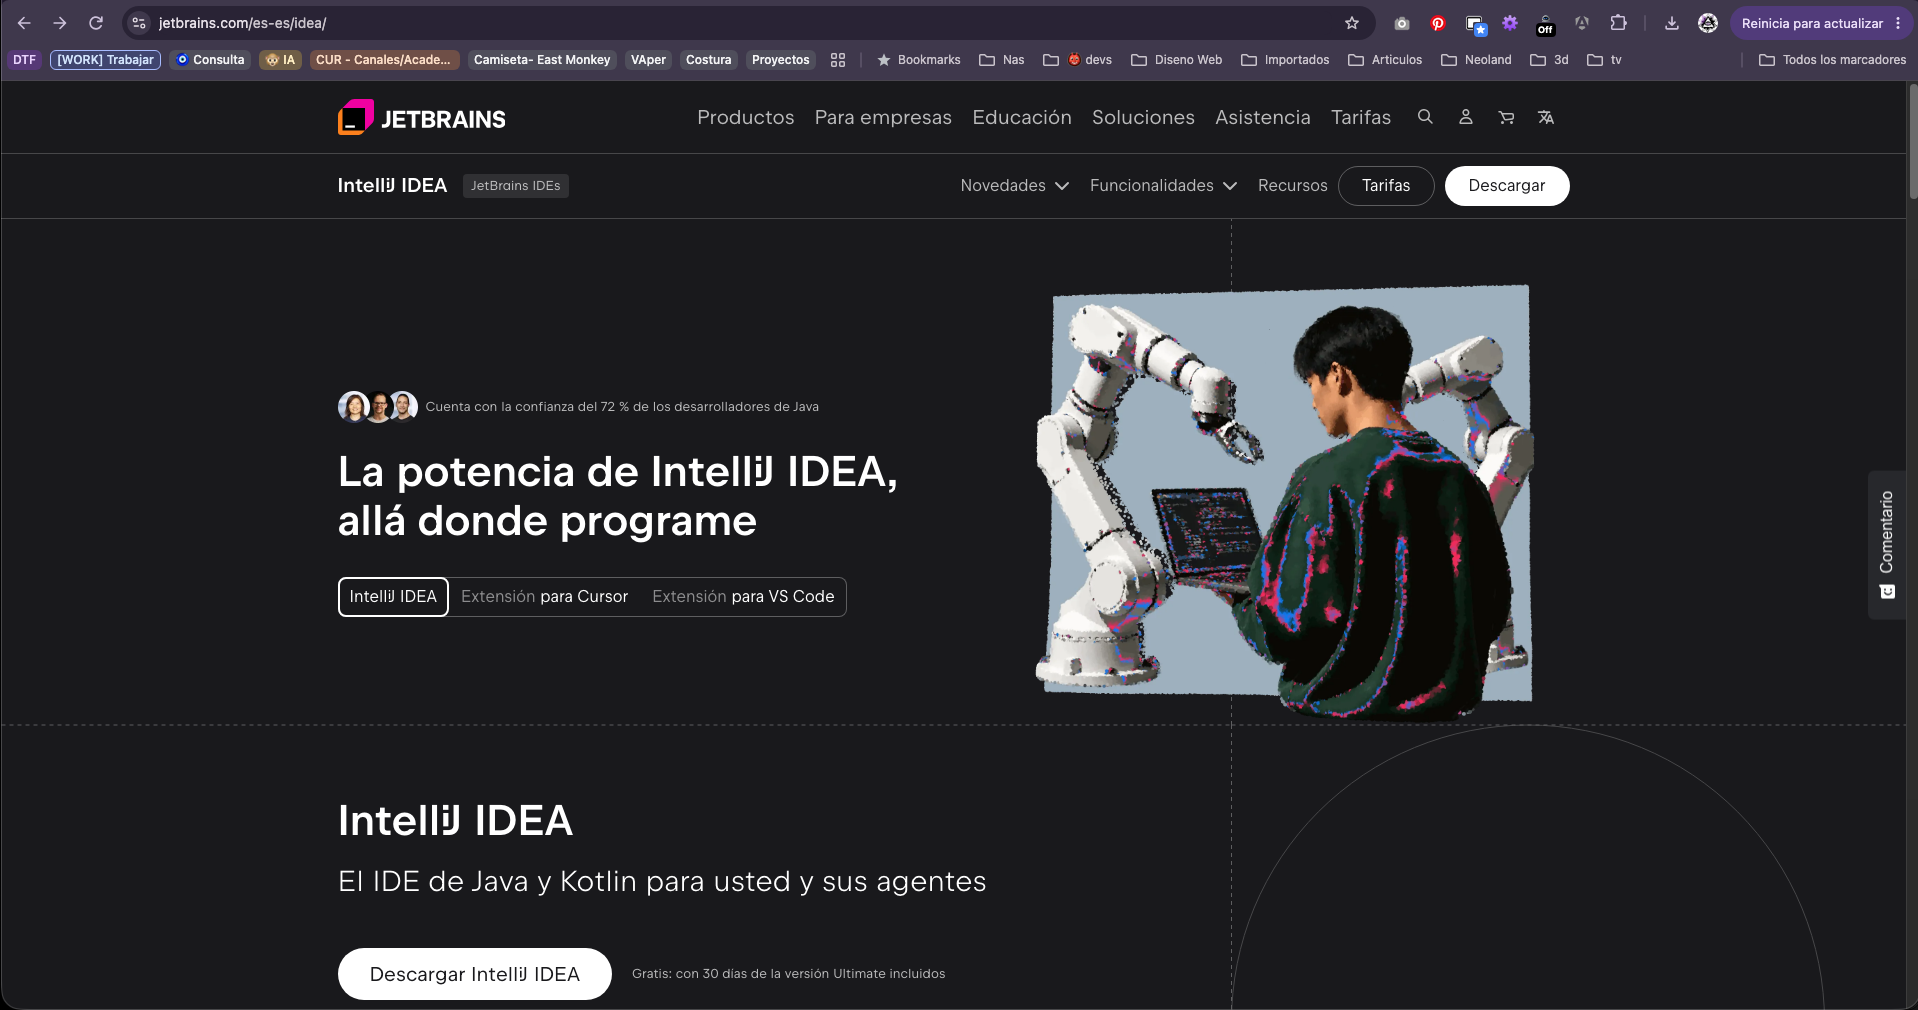 jetbrains.com/es-es/idea/
Off
Reinicia para actualizar
DTF
[WORK] Trabajar
Consulta
IA
CUR - Canales/Acade...
Camiseta- East Monkey
VAper
Costura
Proyectos
Bookmarks
Nas
devs
Diseno Web
Importados
Articulos
Neoland
3d
tv
Todos los marcadores
JETBRAINS
Productos
Para empresas
Educación
Soluciones
Asistencia
Tarifas
IntelliJ IDEA
JetBrains IDEs
Novedades
Funcionalidades
Recursos
Tarifas
Descargar
Cuenta con la confianza del 72 % de los desarrolladores de Java
La potencia de IntelliJ IDEA,
allá donde programe
IntelliJ IDEA
Extensión para Cursor
Extensión para VS Code
Comentario
IntelliJ IDEA
El IDE de Java y Kotlin para usted y sus agentes
Descargar IntelliJ IDEA
Gratis: con 30 días de la versión Ultimate incluidos